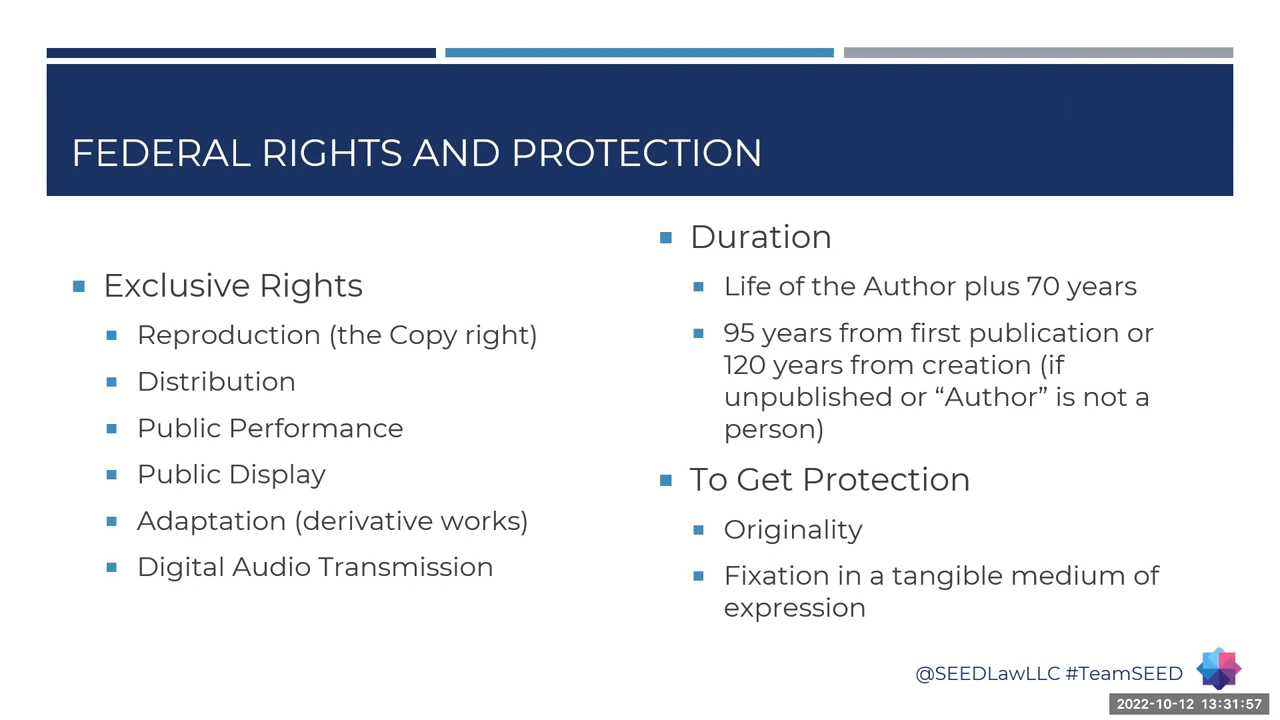 FEDERAL RIGHTS AND PROTECTION
Exclusive Rights
Reproduction (the Copy right)
Distribution
Public Performance
Public Display
Adaptation (derivative works)
Digital Audio Transmission
Duration
Life of the Author plus 70 years
95 years from first publication or
120 years from creation (if
unpublished or “Author” is not a
person)
To Get Protection
Originality
Fixation in a tangible medium of
expression
@SEEDLawLLC #TeamSEED
2022-10-12 13:31:57